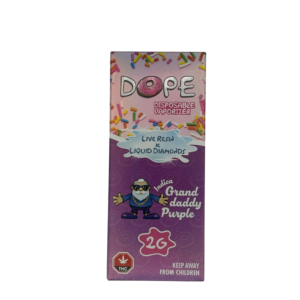 DOPE
DISPOSABLE
VAPORIZER
LIVE RESIN
X
LIQUID DIAMONDS
Indica
Grand
daddy
Purple
2G
THC
KEEP AWAY
FROM CHILDREN